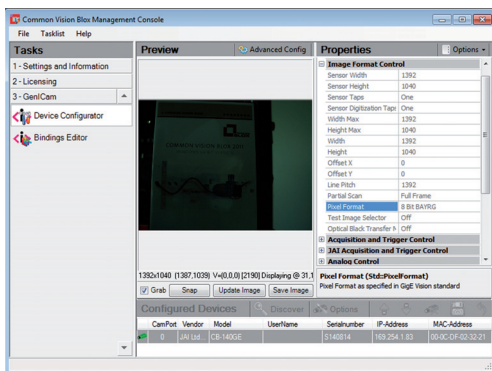 Common Vision Blox Management Console
File Tasklist Help
Tasks
1 - Settings and Information
2 - Licensing
3 - GenICam
Device Configurator
Bindings Editor
Preview
Advanced Config
COMMON VISION BLOX
1392x1040 [1387,1039] V=(0,0,0) [2190] Displaying @ 31,1
Grab Snap Update Image Save Image
Properties
Options
Image Format Control
Sensor Width 1392
Sensor Height 1040
Sensor Taps One
Sensor Digitization Taps One
Width Max 1392
Height Max 1040
Width 1392
Height 1040
Offset X 0
Offset Y 0
Line Pitch 1392
Partial Scan Full Frame
Pixel Format 8 Bit BAYRG
Test Image Selector Off
Optical Black Transfer M Off
Acquisition and Trigger Control
JAI Acquisition and Trigger Control
Analog Control
Pixel Format (Std=PixelFormat)
Pixel Format as specified in GigE Vision standard
Configured Devices
Discover
Options
CamPort Vendor Model UserName Serialnumber IP-Address MAC-Address
0 JAI Ltd... CB-140GE S140814 169.254.1.83 00-0C-DF-02-32-21